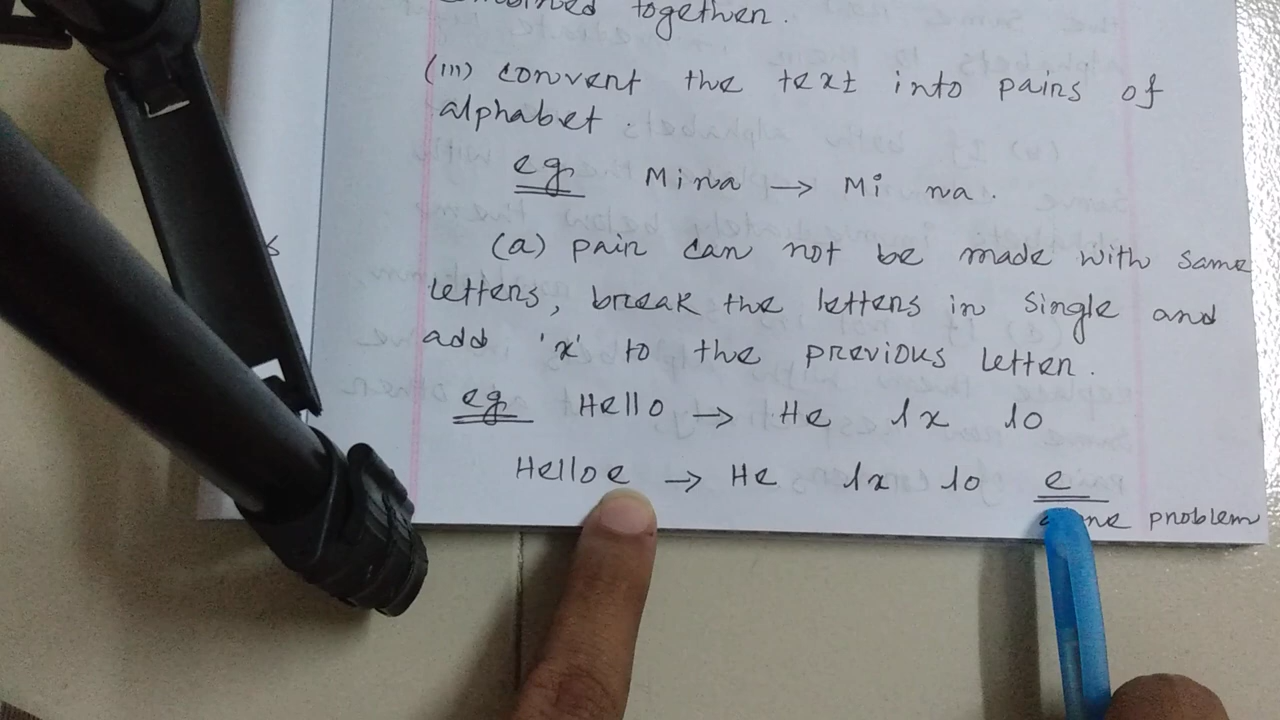 together.
(iii) convert the text into pairs of
alphabet.
eg Mina → Mi na.
(a) pair can not be made with same
letters, break the letters in single and
add 'x' to the previous letter.
eg Hello → He lx lo
Helloe → He lx lo e
problem